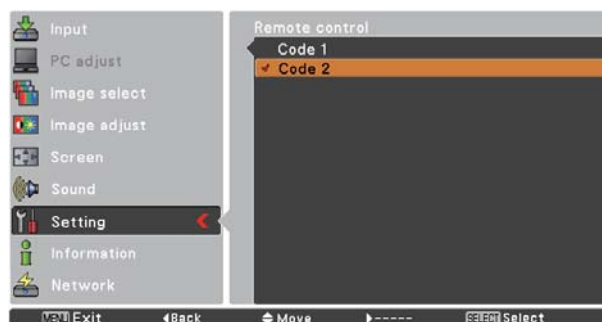 Input
PC adjust
Image select
Image adjust
Screen
Sound
Setting
Information
Network
Remote control
Code 1
Code 2
MENU Exit ◀Back Move ▶----- SELECT Select